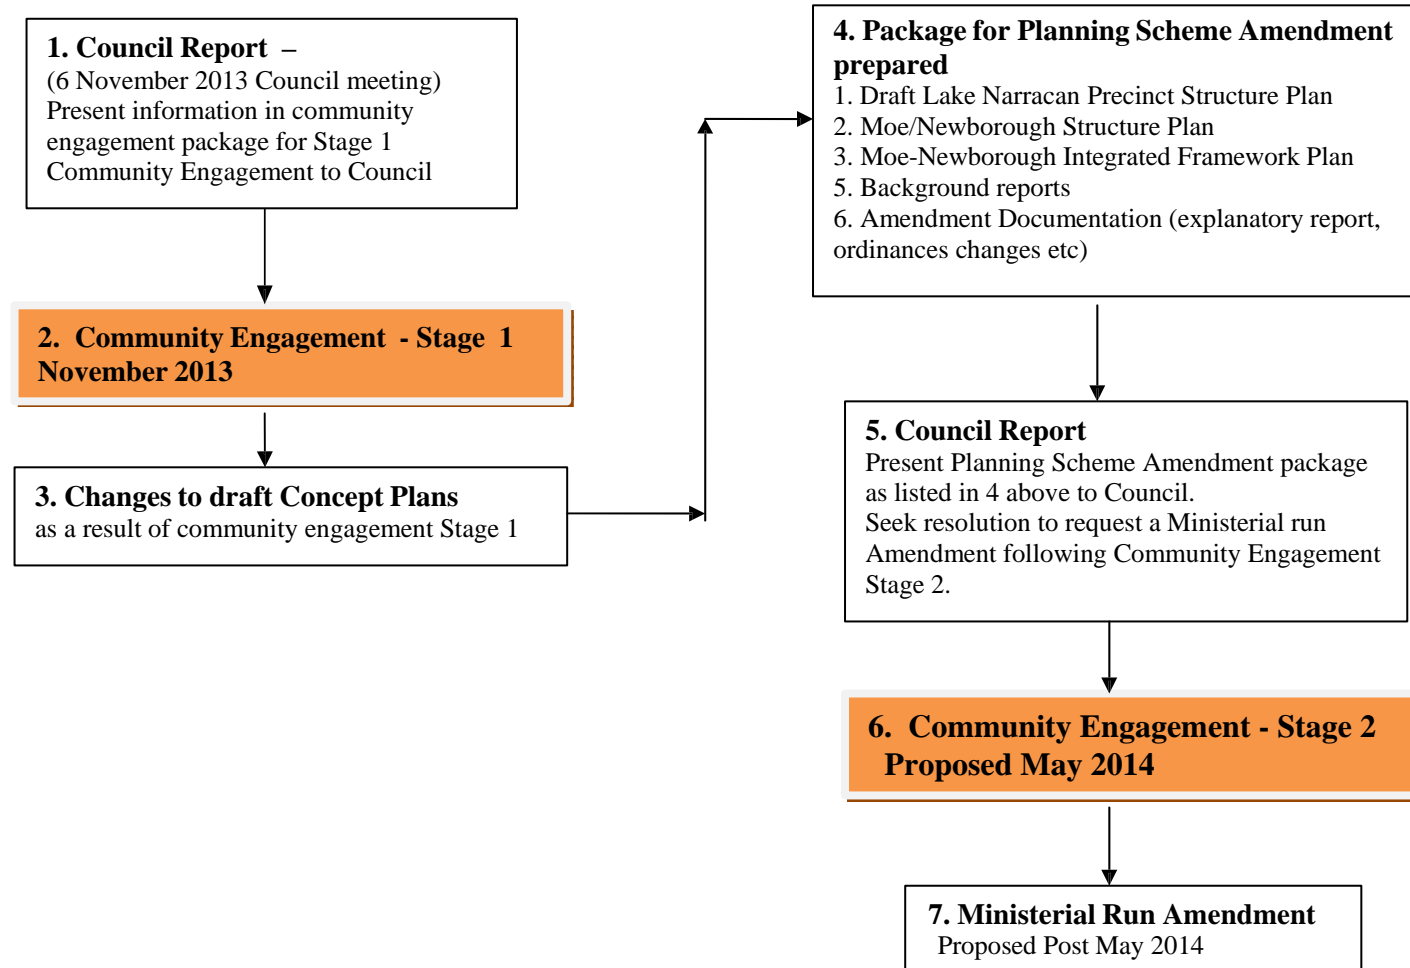 1. Council Report –
(6 November 2013 Council meeting)
Present information in community
engagement package for Stage 1
Community Engagement to Council
2. Community Engagement - Stage 1
November 2013
3. Changes to draft Concept Plans
as a result of community engagement Stage 1
4. Package for Planning Scheme Amendment
prepared
1. Draft Lake Narracan Precinct Structure Plan
2. Moe/Newborough Structure Plan
3. Moe-Newborough Integrated Framework Plan
5. Background reports
6. Amendment Documentation (explanatory report,
ordinances changes etc)
5. Council Report
Present Planning Scheme Amendment package
as listed in 4 above to Council.
Seek resolution to request a Ministerial run
Amendment following Community Engagement
Stage 2.
6. Community Engagement - Stage 2
Proposed May 2014
7. Ministerial Run Amendment
Proposed Post May 2014